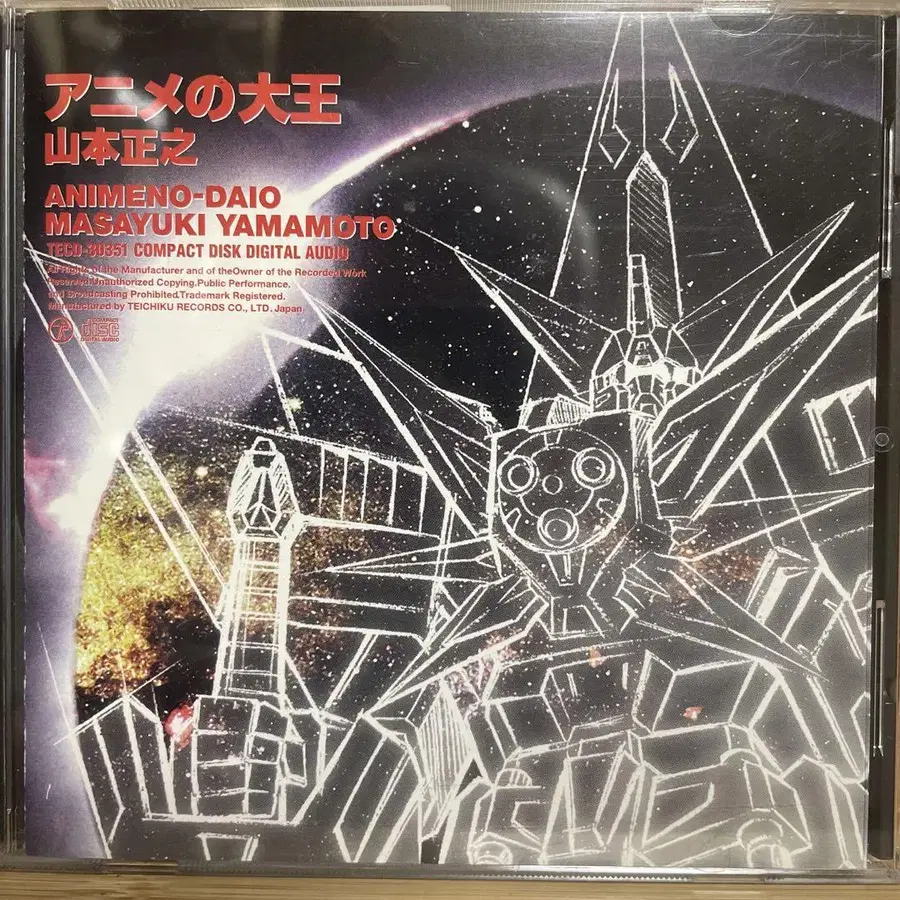 アニメの大王
山本正之
ANIMENO-DAIO
MASAYUKI YAMAMOTO
TECD-30351 COMPACT DISK DIGITAL AUDIO
All Rights of the Manufacturer and of theOwner of the Recorded Work
Reserved.Unauthorized Copying.Public Performance.
and Broadcasting Prohibited.Trademark Registered.
Manufactured by TEICHIKU RECORDS CO., LTD. Japan
COMPACT
disc
DIGITAL AUDIO